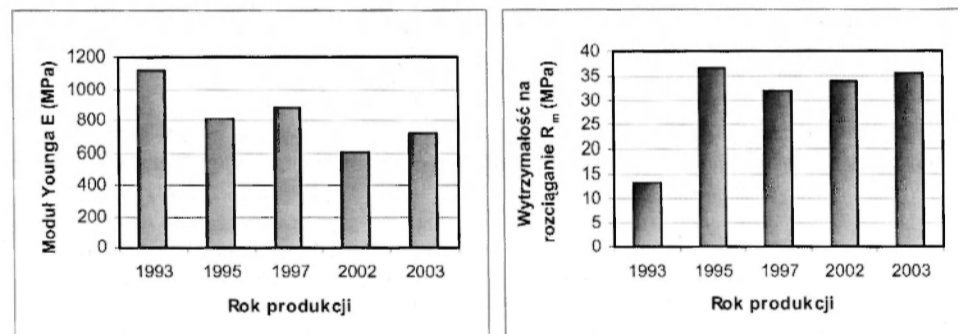 Moduł Younga E (MPa)
1200
1000
800
600
400
200
0
1993 1995 1997 2002 2003
Rok produkcji
Wytrzymałość na
rozciąganie R m (MPa)
40
35
30
25
20
15
10
5
0
1993 1995 1997 2002 2003
Rok produkcji